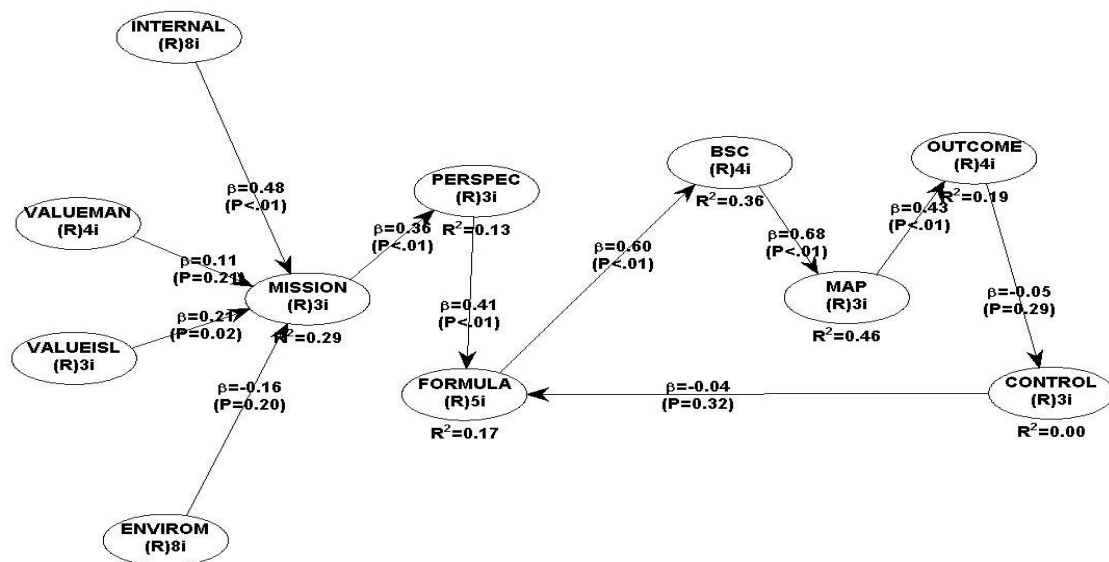 INTERNAL
(R)8i
β=0.48
(P<.01)
VALUEMAN
(R)4i
β=0.11
(P=0.21)
VALUEISL
(R)3i
β=0.21
(P=0.02)
ENVIROM
(R)8i
β=-0.16
(P=0.20)
MISSION
(R)3i
R²=0.29
β=0.36
(P<.01)
PERSPEC
(R)3i
R²=0.13
β=0.41
(P<.01)
FORMULA
(R)5i
R²=0.17
β=0.60
(P<.01)
BSC
(R)4i
R²=0.36
β=0.68
(P<.01)
MAP
(R)3i
R²=0.46
β=0.43
(P<.01)
OUTCOME
(R)4i
R²=0.19
β=-0.05
(P=0.29)
CONTROL
(R)3i
R²=0.00
β=-0.04
(P=0.32)